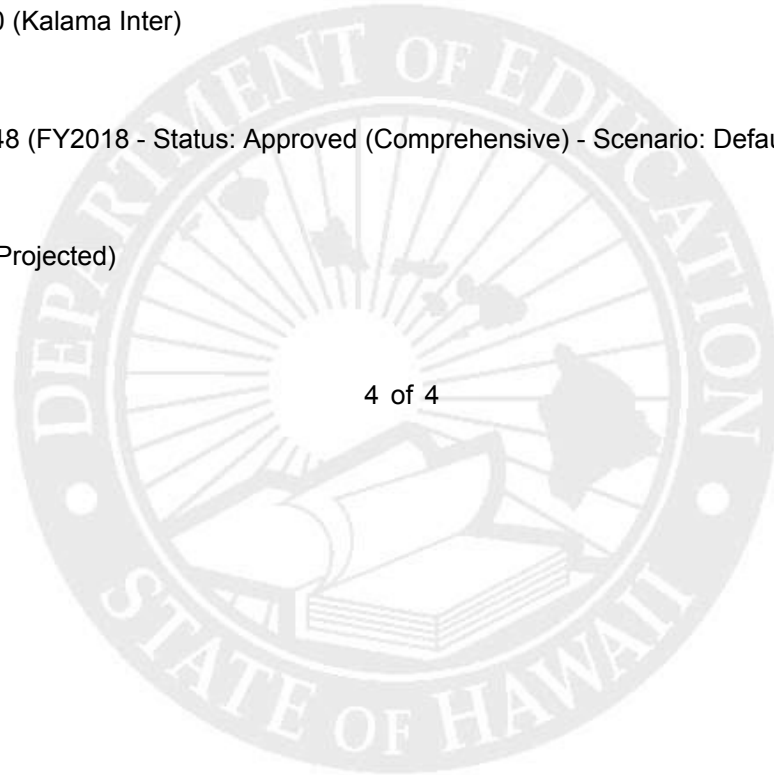 0 (Kalama Inter)
48 (FY2018 - Status: Approved (Comprehensive) - Scenario:
Projected)
4 of 4
DEPARTMENT OF EDUCATION
STATE OF HAWAII